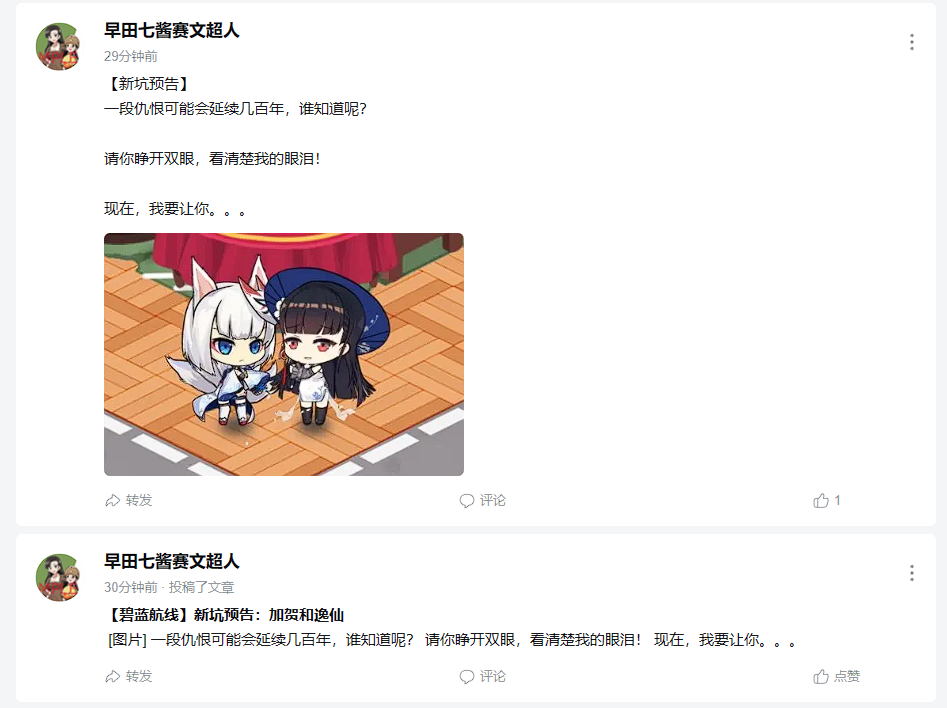 早田七酱赛文超人
29分钟前
【新坑预告】
一段仇恨可能会延续几百年，谁知道呢？
请你睁开双眼，看清楚我的眼泪！
现在，我要让你。。。
转发
评论
1
早田七酱赛文超人
30分钟前 · 投稿了文章
【碧蓝航线】新坑预告：加贺和逸仙
[图片] 一段仇恨可能会延续几百年，谁知道呢？ 请你睁开双眼，看清楚我的眼泪！ 现在，我要让你。。。
转发
评论
点赞